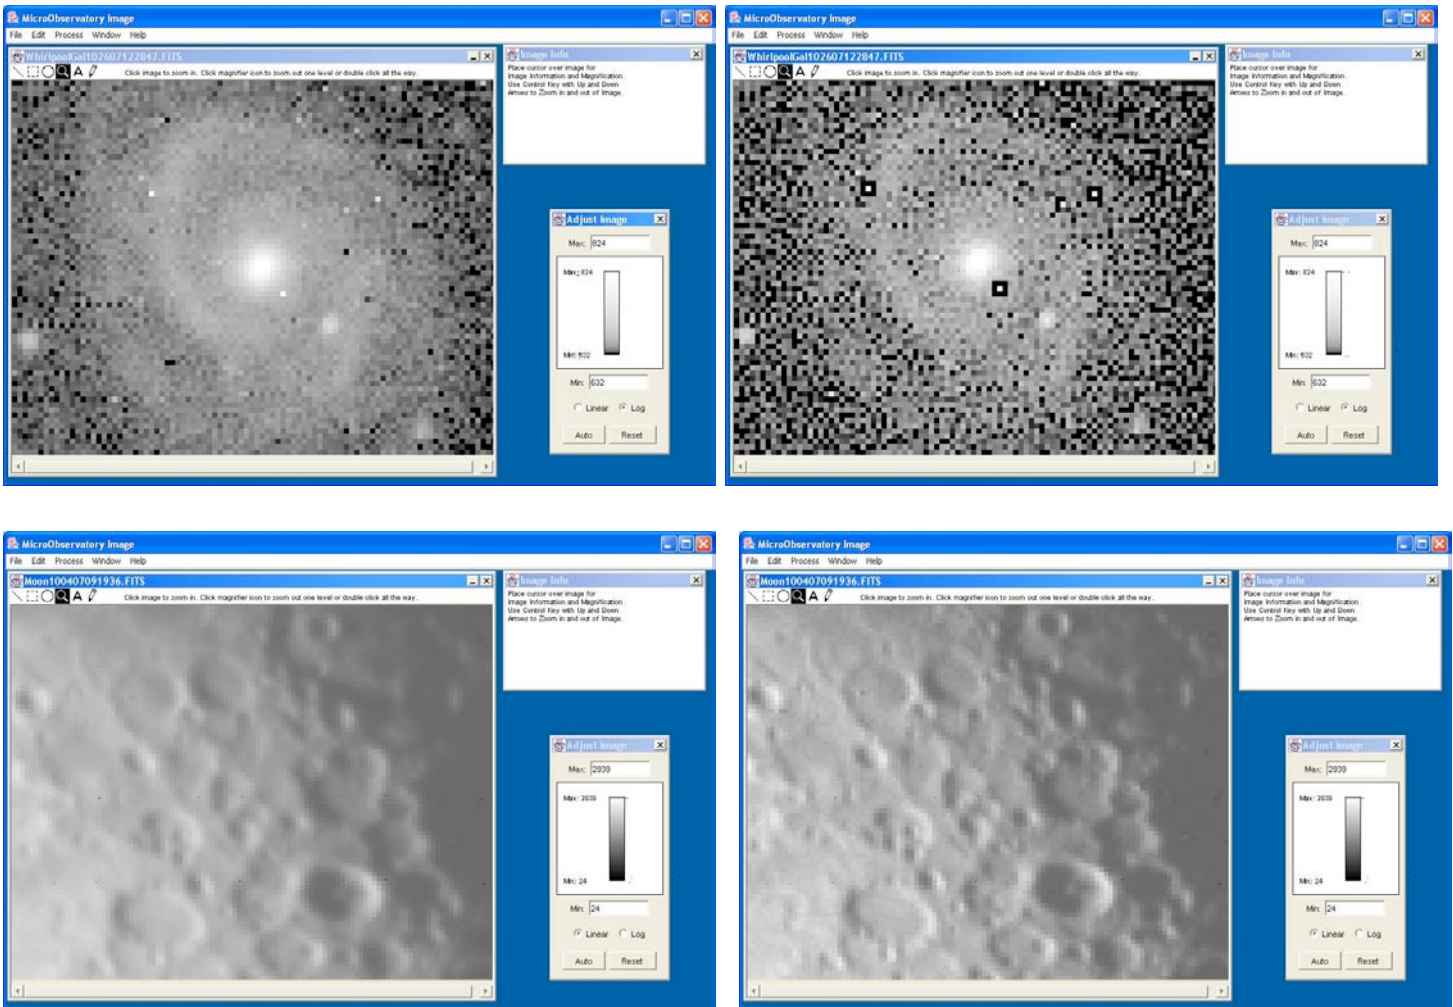 MicroObservatory Image
File Edit Process Window Help
WhirlpoolGal102607122847.FITS
Click image to zoom in. Click magnifier icon to zoom out one level or double click all the way.
A
Image Info
Place cursor over image for
Image Information and Magnification.
Use Control Key with Up and Down
Arrows to Zoom in and out of Image.
Adjust Image
Max: 824
Max: 824
Min: 632
Min: 632
Linear Log
Auto Reset
MicroObservatory Image
File Edit Process Window Help
WhirlpoolGal102607122847.FITS
Click image to zoom in. Click magnifier icon to zoom out one level or double click all the way.
A
Image Info
Place cursor over image for
Image Information and Magnification.
Use Control Key with Up and Down
Arrows to Zoom in and out of Image.
Adjust Image
Max: 824
Max: 824
Min: 632
Min: 632
Linear Log
Auto Reset
MicroObservatory Image
File Edit Process Window Help
Moon100407091936.FITS
Click image to zoom in. Click magnifier icon to zoom out one level or double click all the way.
A
Image Info
Place cursor over image for
Image Information and Magnification.
Use Control Key with Up and Down
Arrows to Zoom in and out of Image.
Adjust Image
Max: 2939
Max: 2939
Min: 24
Min: 24
Linear Log
Auto Reset
MicroObservatory Image
File Edit Process Window Help
Moon100407091936.FITS
Click image to zoom in. Click magnifier icon to zoom out one level or double click all the way.
A
Image Info
Place cursor over image for
Image Information and Magnification.
Use Control Key with Up and Down
Arrows to Zoom in and out of Image.
Adjust Image
Max: 2939
Max: 2939
Min: 24
Min: 24
Linear Log
Auto Reset